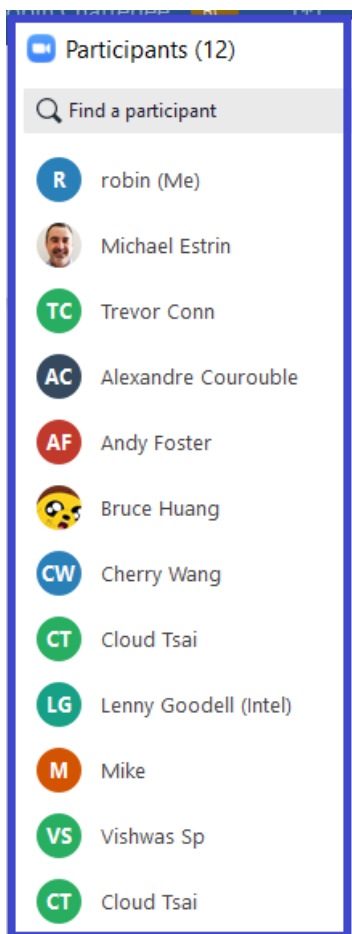 Participants (12)
Find a participant
R robin (Me)
Michael Estrin
TC Trevor Conn
AC Alexandre Courouble
AF Andy Foster
Bruce Huang
CW Cherry Wang
CT Cloud Tsai
LG Lenny Goodell (Intel)
M Mike
VS Vishwas Sp
CT Cloud Tsai